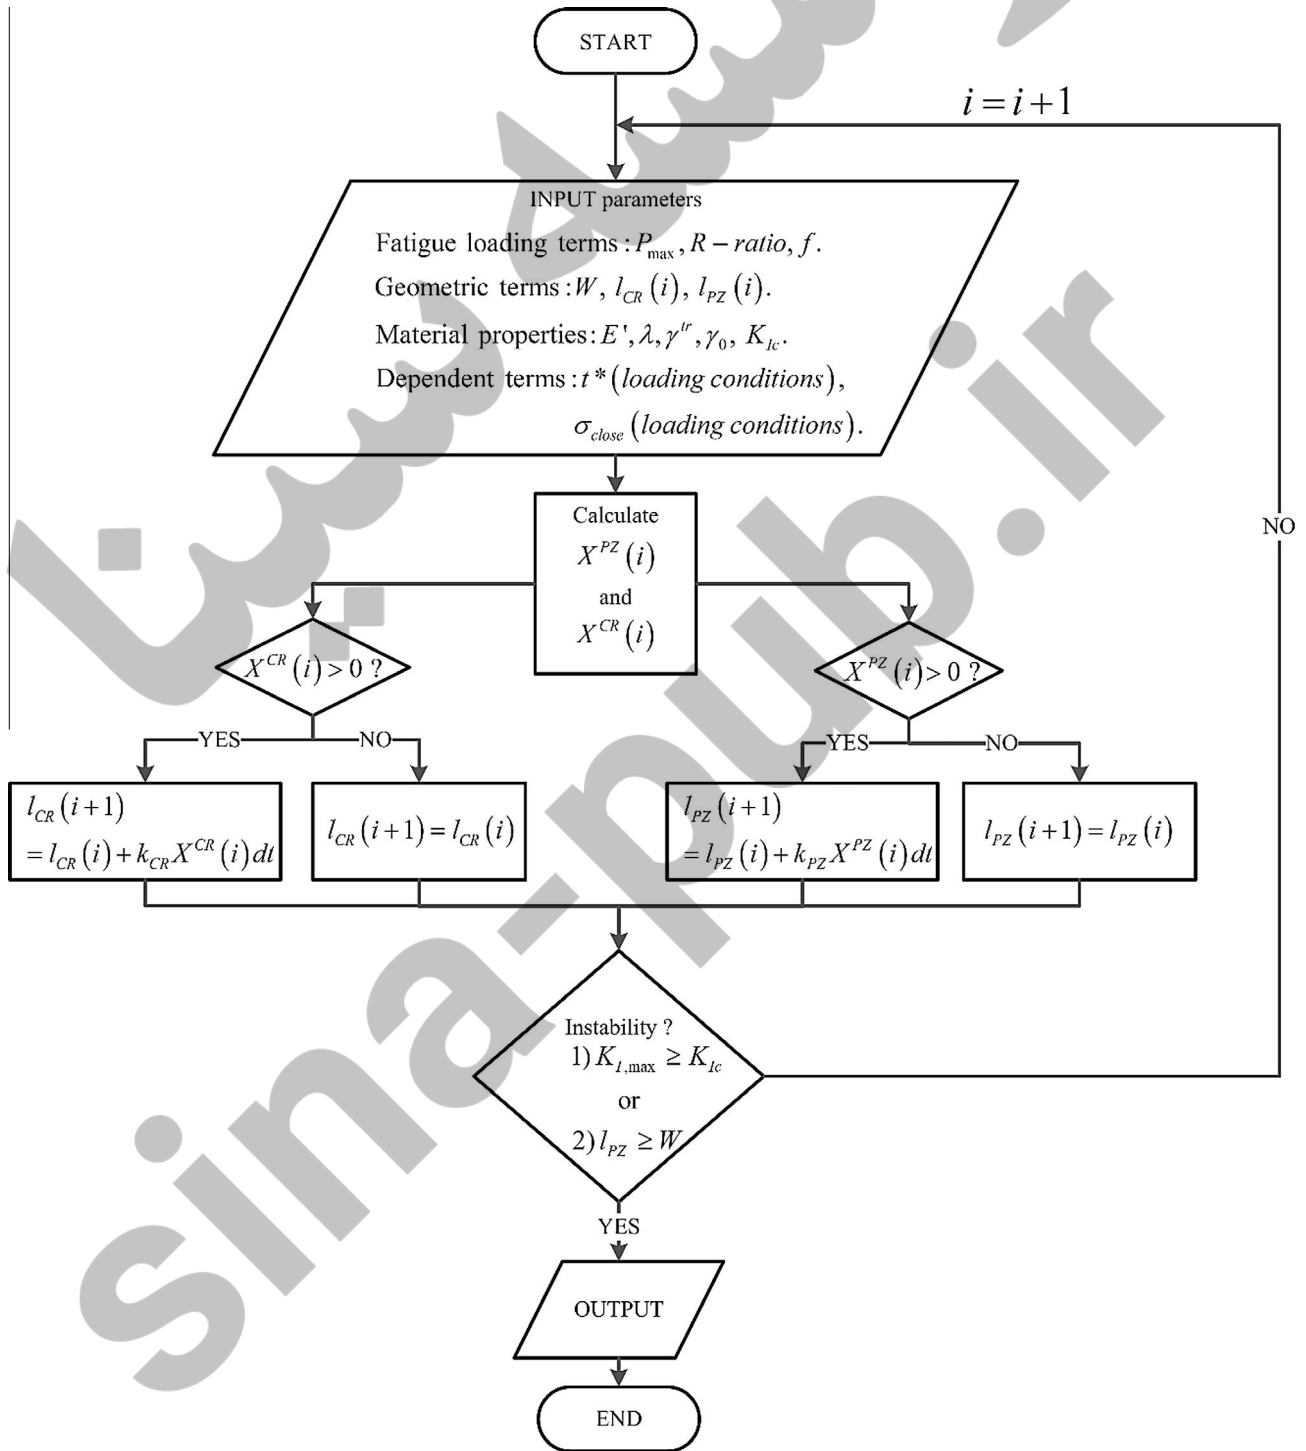 START
i = i + 1
INPUT parameters
Fatigue loading terms : P_max, R − ratio, f.
Geometric terms : W, l_CR (i), l_PZ (i).
Material properties : E', λ, γ^tr, γ_0, K_Ic.
Dependent terms : t * (loading conditions),
σ_close (loading conditions).
Calculate
X^PZ (i)
and
X^CR (i)
NO
X^CR (i) > 0 ?
X^PZ (i) > 0 ?
YES
NO
YES
NO
l_CR (i+1)
= l_CR (i) + k_CR X^CR (i) dt
l_CR (i+1) = l_CR (i)
l_PZ (i+1)
= l_PZ (i) + k_PZ X^PZ (i) dt
l_PZ (i+1) = l_PZ (i)
Instability ?
1) K_I,max ≥ K_Ic
or
2) l_PZ ≥ W
YES
OUTPUT
END
sina-pub.ir